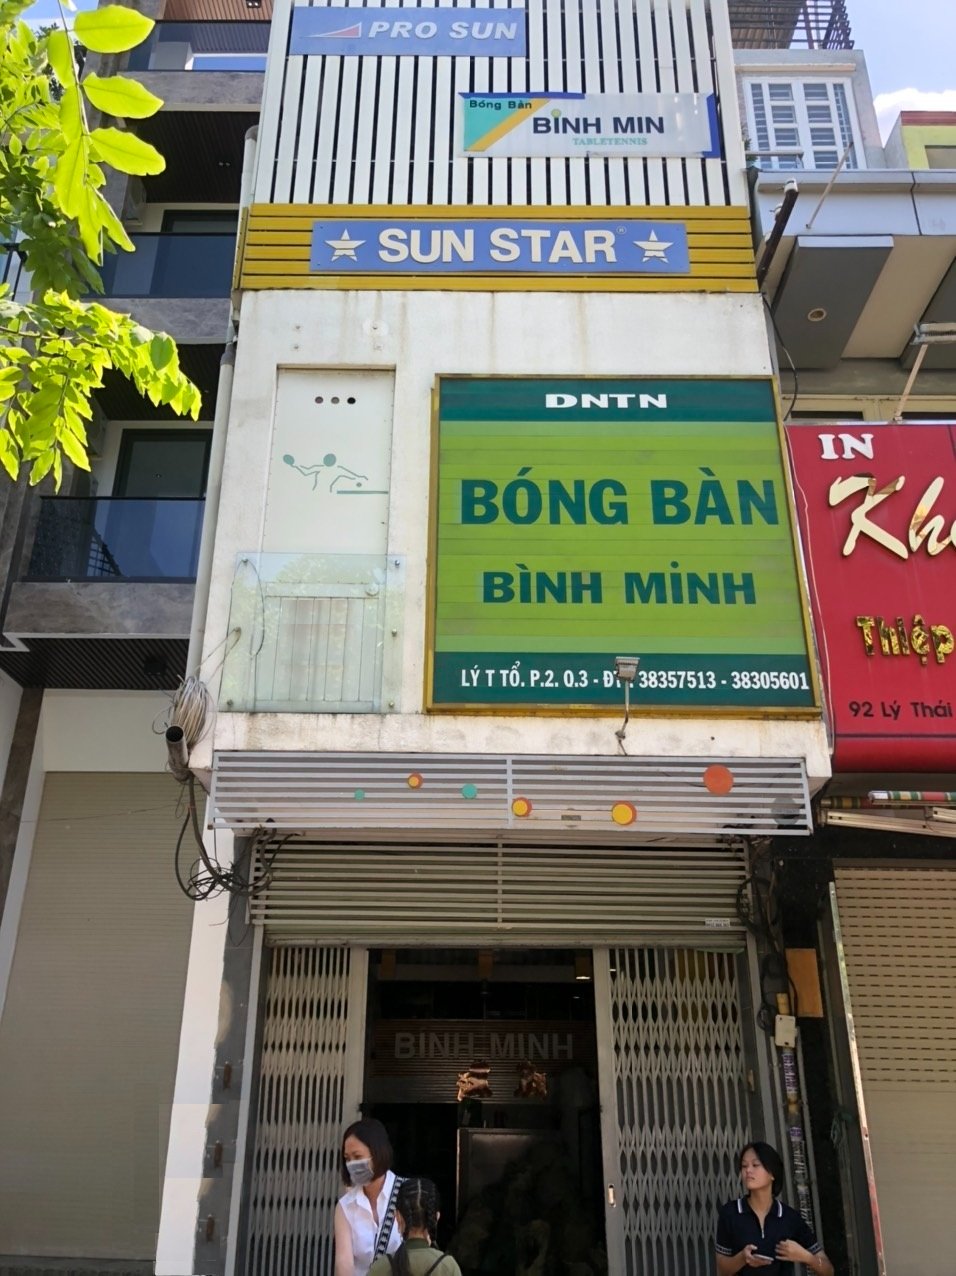 PRO SUN
Bóng Bàn
BÌNH MIN
TABLETENNIS
SUN STAR®
DNTN
BÓNG BÀN
BÌNH MINH
LÝ T TỔ. P.2. Q.3 - ĐT: 38357513 - 38305601
IN
Thiệp
92 Lý Thái
BÌNH MINH